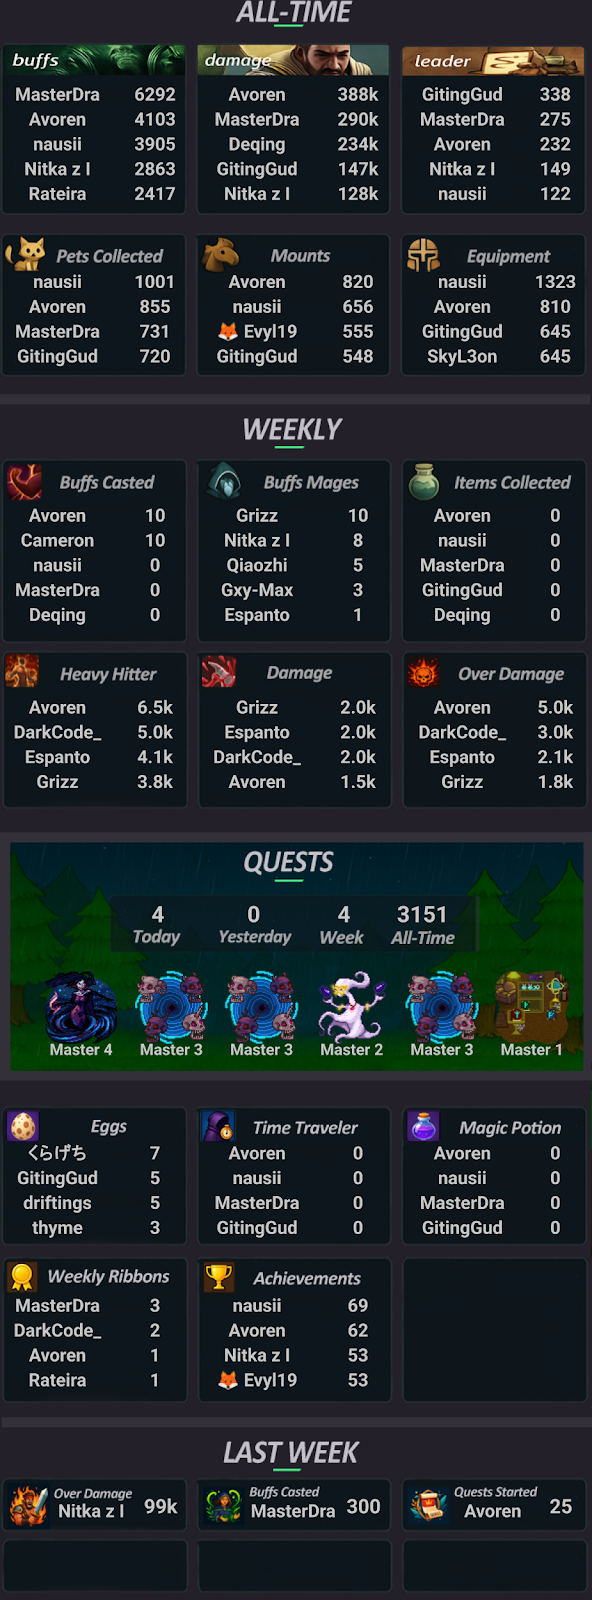 ALL-TIME
buffs damage leader
MasterDra 6292 Avoren 388k GitingGud 338
Avoren 4103 MasterDra 290k MasterDra 275
nausii 3905 Deqing 234k Avoren 232
Nitka z l 2863 GitingGud 147k Nitka z l 149
Rateira 2417 Nitka z l 128k nausii 122
Pets Collected Mounts Equipment
nausii 1001 Avoren 820 nausii 1323
Avoren 855 nausii 656 Avoren 810
MasterDra 731 🦊 Evyl19 555 GitingGud 645
GitingGud 720 GitingGud 548 SkyL3on 645
WEEKLY
Buffs Casted Buffs Mages Items Collected
Avoren 10 Grizz 10 Avoren 0
Cameron 10 Nitka z l 8 nausii 0
nausii 0 Qiaozhi 5 MasterDra 0
MasterDra 0 Gxy-Max 3 GitingGud 0
Deqing 0 Espanto 1 Deqing 0
Heavy Hitter Damage Over Damage
Avoren 6.5k Grizz 2.0k Avoren 5.0k
DarkCode_ 5.0k Espanto 2.0k DarkCode_ 3.0k
Espanto 4.1k DarkCode_ 2.0k Espanto 2.1k
Grizz 3.8k Avoren 1.5k Grizz 1.8k
QUESTS
4 0 4 3151
Today Yesterday Week All-Time
Master 4 Master 3 Master 3 Master 2 Master 3 Master 1
Eggs Time Traveler Magic Potion
くらげち 7 Avoren 0 Avoren 0
GitingGud 5 nausii 0 nausii 0
driftings 5 MasterDra 0 MasterDra 0
thyme 3 GitingGud 0 GitingGud 0
Weekly Ribbons Achievements
MasterDra 3 nausii 69
DarkCode_ 2 Avoren 62
Avoren 1 Nitka z l 53
Rateira 1 🦊 Evyl19 53
LAST WEEK
Over Damage Buffs Casted Quests Started
Nitka z l 99k MasterDra 300 Avoren 25